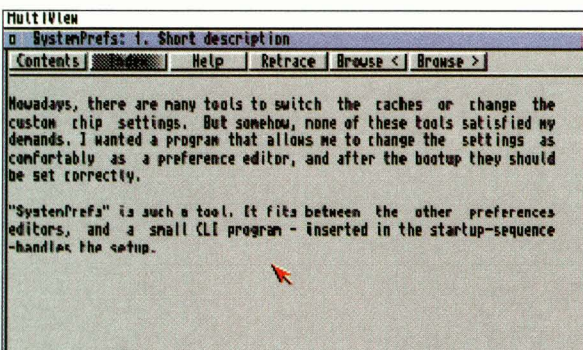 MultiView
SystemPrefs: 1. Short description
Contents Index Help Retrace Browse < Browse >
Nowadays, there are many tools to switch the caches or change the
custom chip settings. But somehow, none of these tools satisfied my
demands. I wanted a program that allows me to change the settings as
comfortably as a preference editor, and after the bootup they should
be set correctly.
"SystemPrefs" is such a tool. It fits between the other preferences
editors, and a small CLI program - inserted in the startup-sequence
-handles the setup.